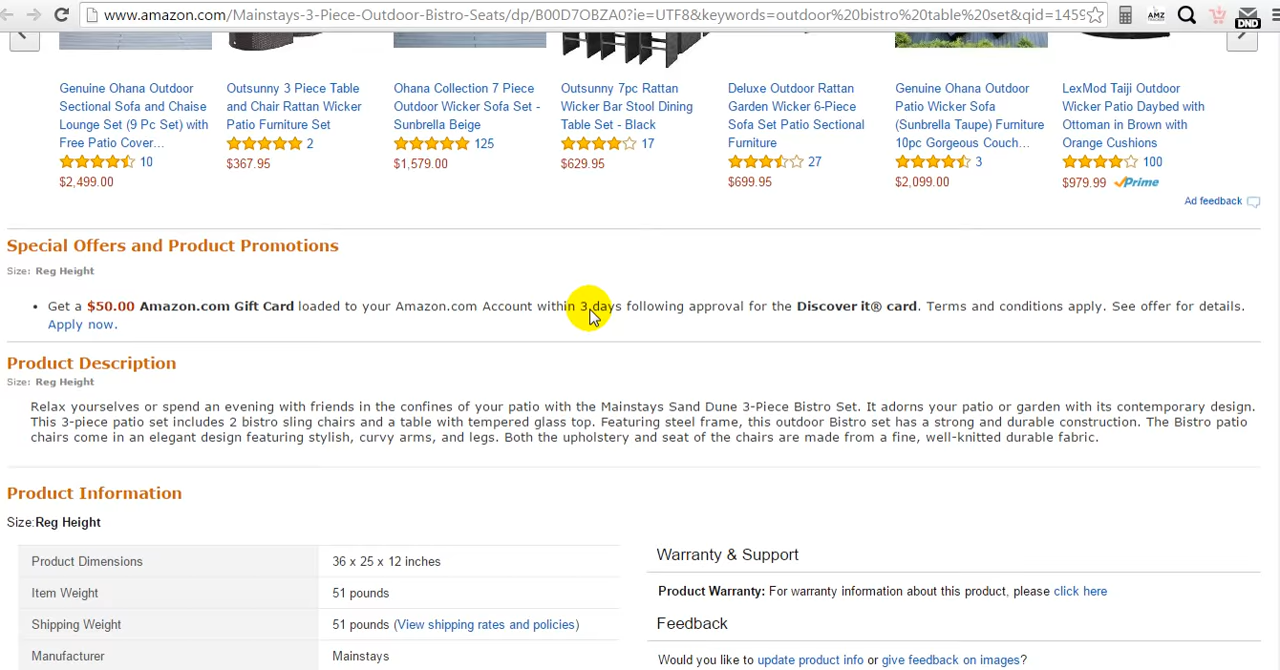 www.amazon.com/Mainstays-3-Piece-Outdoor-Bistro-Seats/dp/B00D7OBZA0?ie=UTF8&keywords=outdoor%20bistro%20table%20set&qid=1459
AMZ
DND
Genuine Ohana Outdoor
Sectional Sofa and Chaise
Lounge Set (9 Pc Set) with
Free Patio Cover...
10
$2,499.00
Outsunny 3 Piece Table
and Chair Rattan Wicker
Patio Furniture Set
2
$367.95
Ohana Collection 7 Piece
Outdoor Wicker Sofa Set -
Sunbrella Beige
125
$1,579.00
Outsunny 7pc Rattan
Wicker Bar Stool Dining
Table Set - Black
17
$629.95
Deluxe Outdoor Rattan
Garden Wicker 6-Piece
Sofa Set Patio Sectional
Furniture
27
$699.95
Genuine Ohana Outdoor
Patio Wicker Sofa
(Sunbrella Taupe) Furniture
10pc Gorgeous Couch...
3
$2,099.00
LexMod Taiji Outdoor
Wicker Patio Daybed with
Ottoman in Brown with
Orange Cushions
100
$979.99 Prime
Ad feedback
Special Offers and Product Promotions
Size: Reg Height
• Get a $50.00 Amazon.com Gift Card loaded to your Amazon.com Account within 3 days following approval for the Discover it® card. Terms and conditions apply. See offer for details.
Apply now.
Product Description
Size: Reg Height
Relax yourselves or spend an evening with friends in the confines of your patio with the Mainstays Sand Dune 3-Piece Bistro Set. It adorns your patio or garden with its contemporary design.
This 3-piece patio set includes 2 bistro sling chairs and a table with tempered glass top. Featuring steel frame, this outdoor Bistro set has a strong and durable construction. The Bistro patio
chairs come in an elegant design featuring stylish, curvy arms, and legs. Both the upholstery and seat of the chairs are made from a fine, well-knitted durable fabric.
Product Information
Size:Reg Height
Product Dimensions 36 x 25 x 12 inches
Item Weight 51 pounds
Shipping Weight 51 pounds (View shipping rates and policies)
Manufacturer Mainstays
Warranty & Support
Product Warranty: For warranty information about this product, please click here
Feedback
Would you like to update product info or give feedback on images?